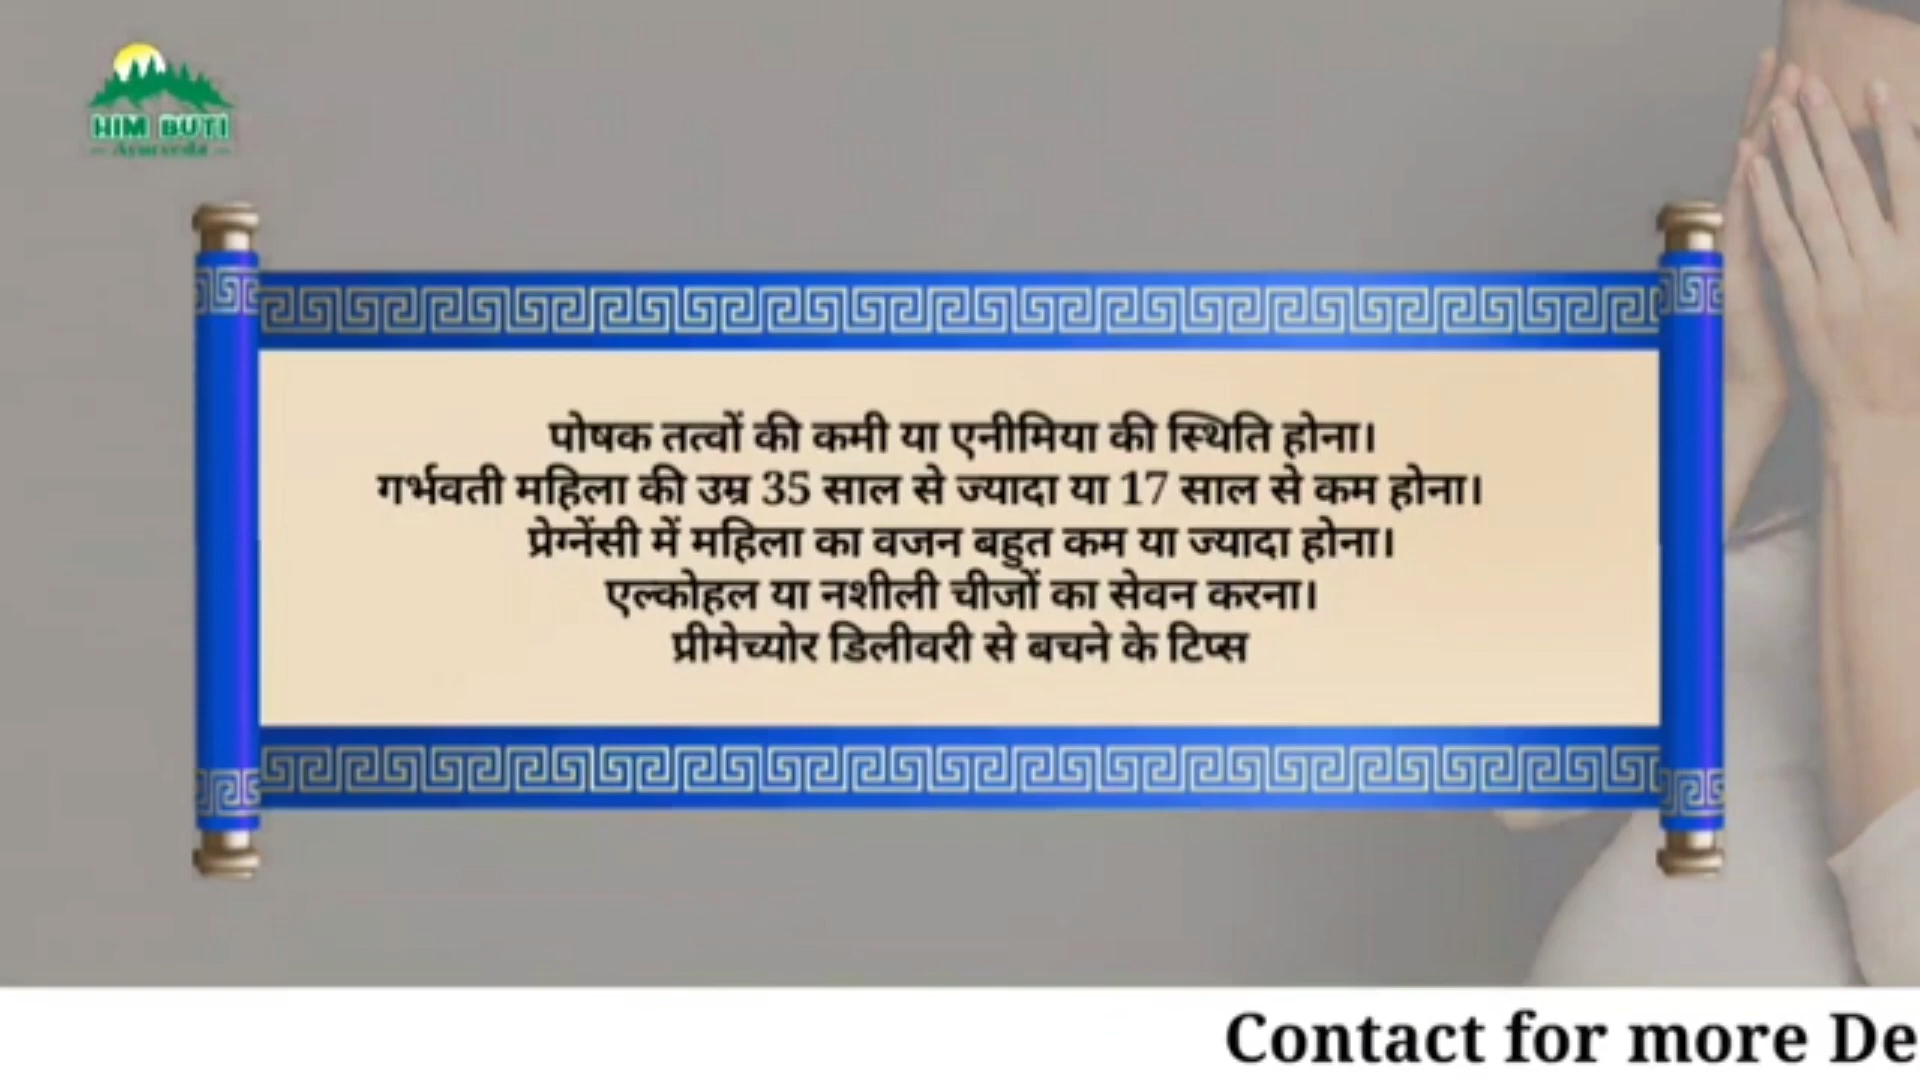 HIM BUTI
Ayurveda
पोषक तत्वों की कमी या एनीमिया की स्थिति होना।
गर्भवती महिला की उम्र 35 साल से ज्यादा या 17 साल से कम होना।
प्रेग्नेंसी में महिला का वजन बहुत कम या ज्यादा होना।
एल्कोहल या नशीली चीजों का सेवन करना।
प्रीमेच्योर डिलीवरी से बचने के टिप्स
Contact for more De